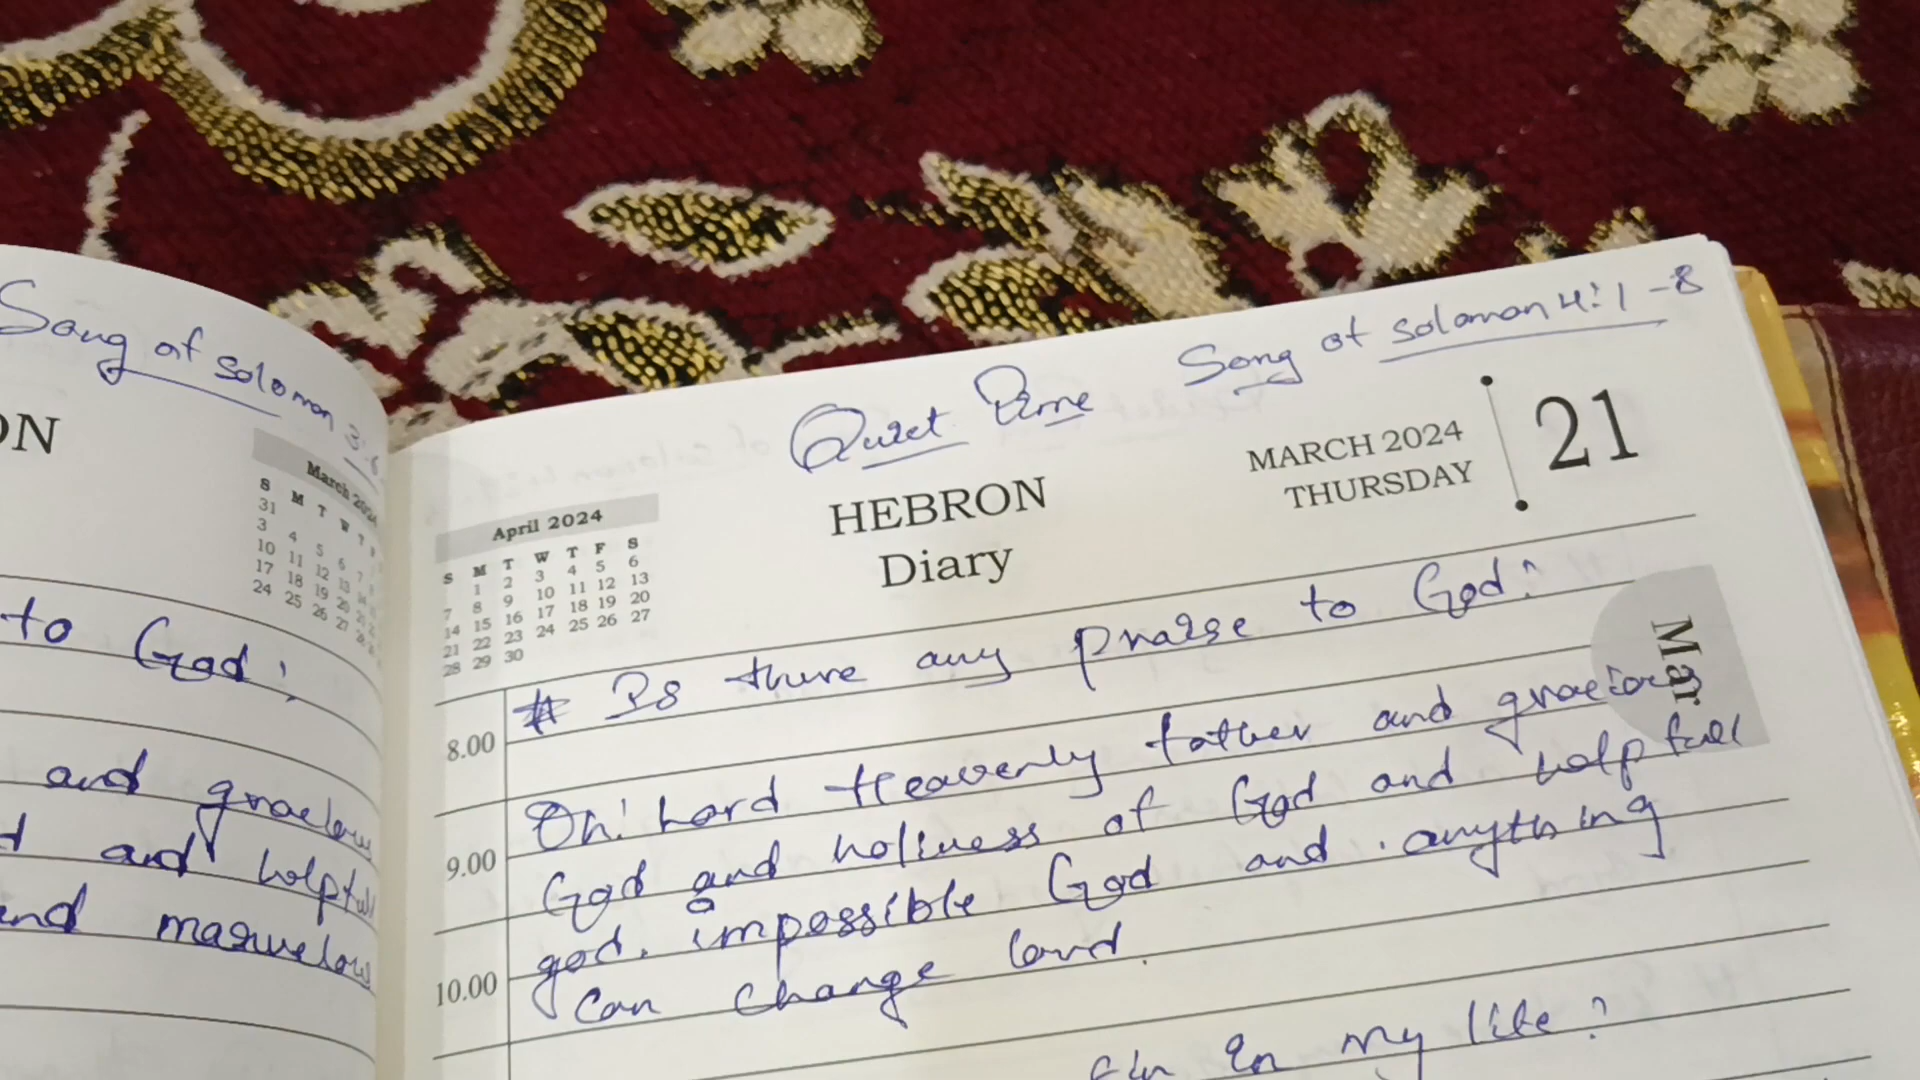 Song of solomon 3:6
ON
March 2024
S M T W T F
31
3 4 5 6 7
10 11 12 13 14
17 18 19 20 21
24 25 26 27
to God:
and graelow
d and helpful
and marvelow
Quiet Time Song of solomon 4:1-8
HEBRON
Diary
MARCH 2024
THURSDAY
21
April 2024
S M T W T F S
1 2 3 4 5 6
7 8 9 10 11 12 13
14 15 16 17 18 19 20
21 22 23 24 25 26 27
28 29 30
Mar
# Is there any praise to God:
8.00
Oh! Lord Heavenly father and graeious
9.00
God and holiness of God and helpfull
god. impossible God and anything
10.00
can change lord.
sin in my life?